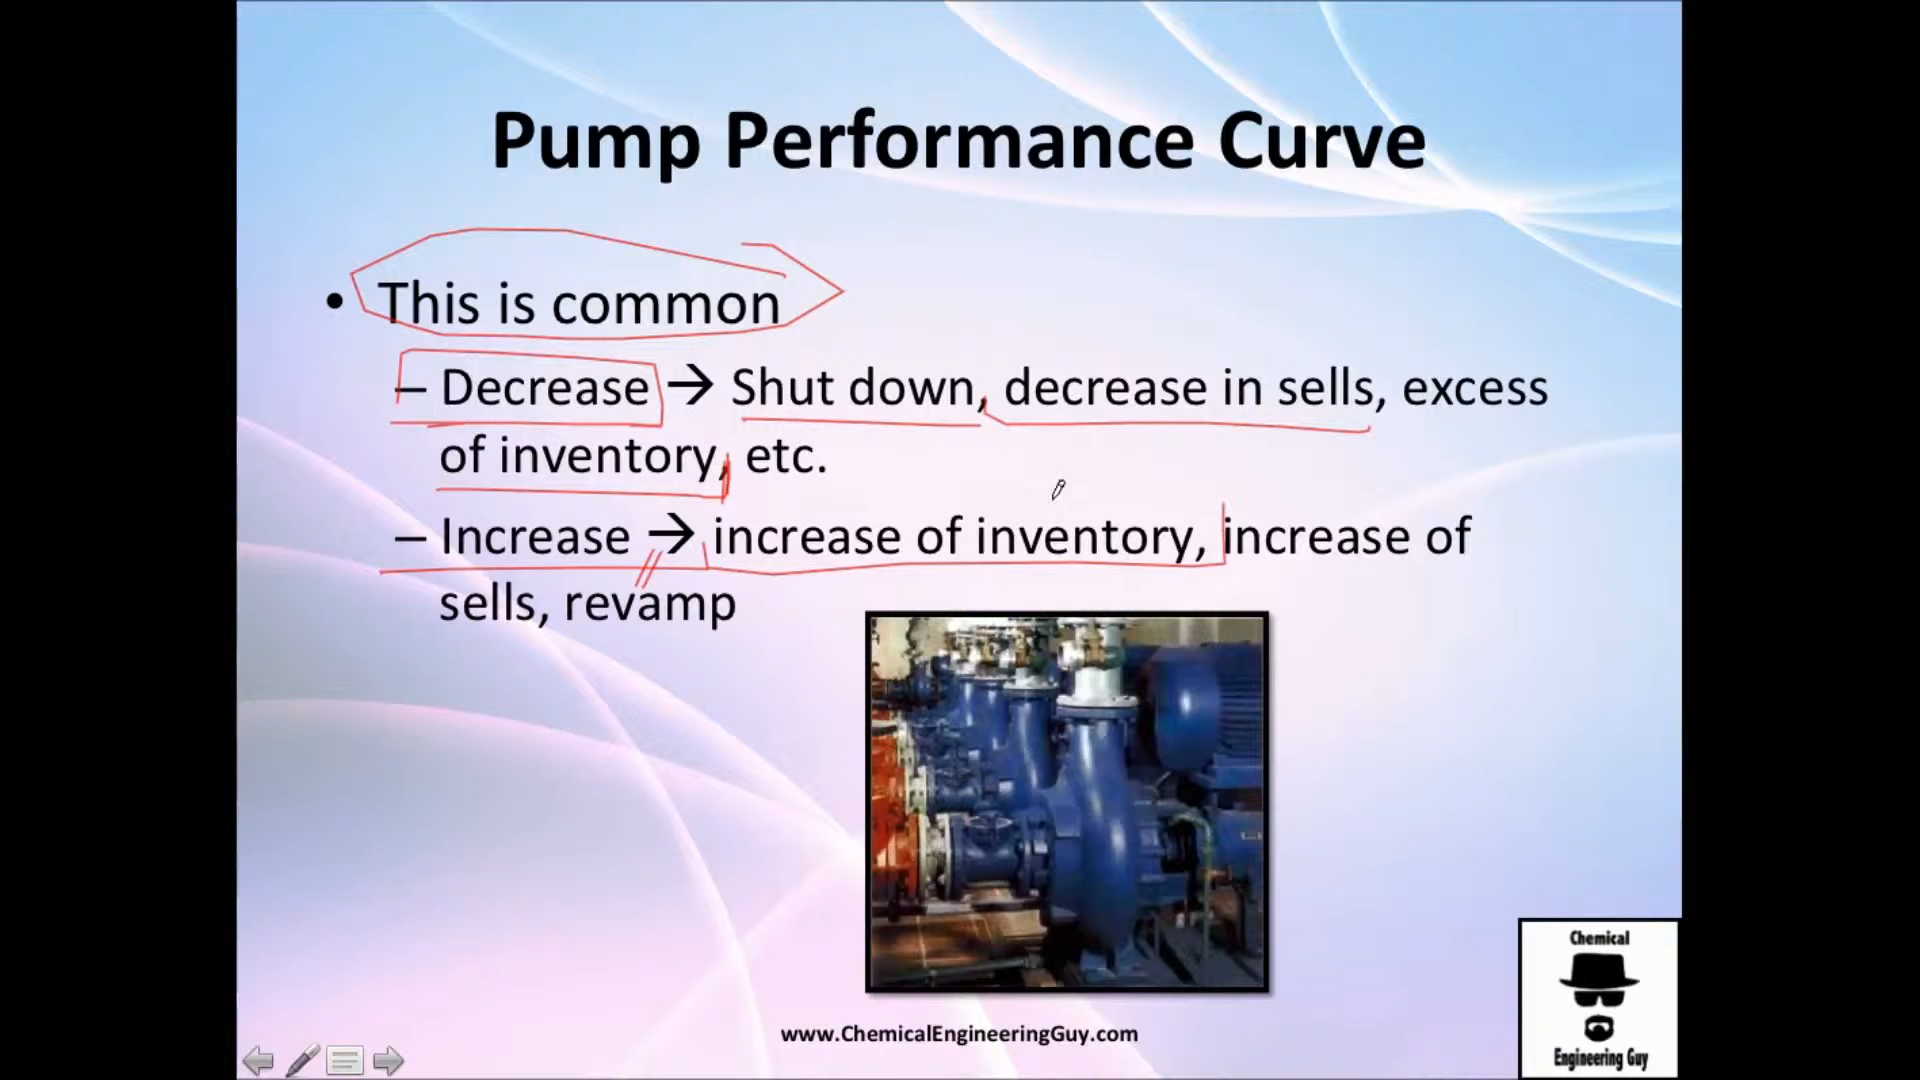 Pump Performance Curve
• This is common
– Decrease → Shut down, decrease in sells, excess
of inventory, etc.
– Increase → increase of inventory, increase of
sells, revamp
www.ChemicalEngineeringGuy.com
Chemical
Engineering Guy